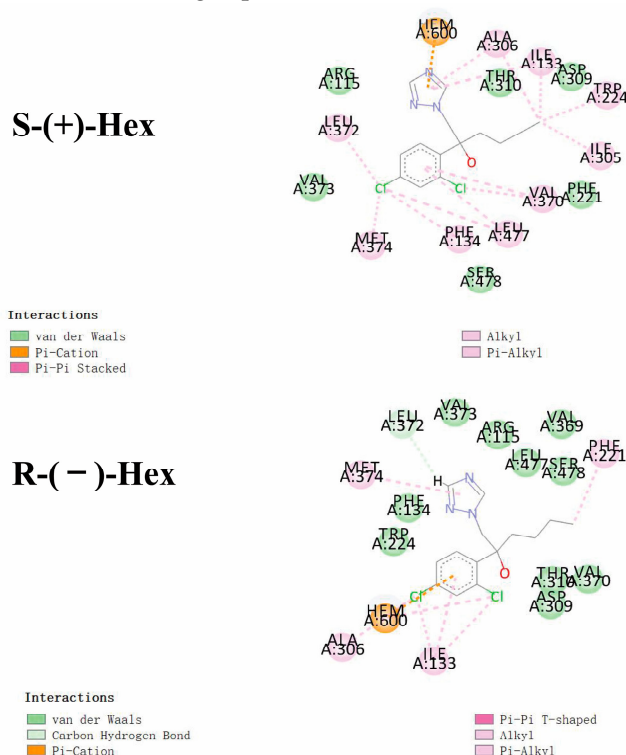 S-(+)-Hex
HEM
A:600
ALA
A:306
ILE
A:133
ARG
A:115
THR
A:310
ASP
A:309
TRP
A:224
LEU
A:372
N
N
N
ILE
A:305
O
VAL
A:373
Cl
Cl
VAL
A:370
PHE
A:221
MET
A:374
PHE
A:134
LEU
A:477
SER
A:478
Interactions
van der Waals
Pi-Cation
Pi-Pi Stacked
Alkyl
Pi-Alkyl
R-(−)-Hex
LEU
A:372
VAL
A:373
ARG
A:115
VAL
A:369
LEU
A:477
SER
A:478
PHE
A:221
MET
A:374
H
N
N
N
PHE
A:134
TRP
A:224
O
THR
A:310
VAL
A:370
ASP
A:309
Cl
Cl
HEM
A:600
ALA
A:306
ILE
A:133
Interactions
van der Waals
Carbon Hydrogen Bond
Pi-Cation
Pi-Pi T-shaped
Alkyl
Pi-Alkyl